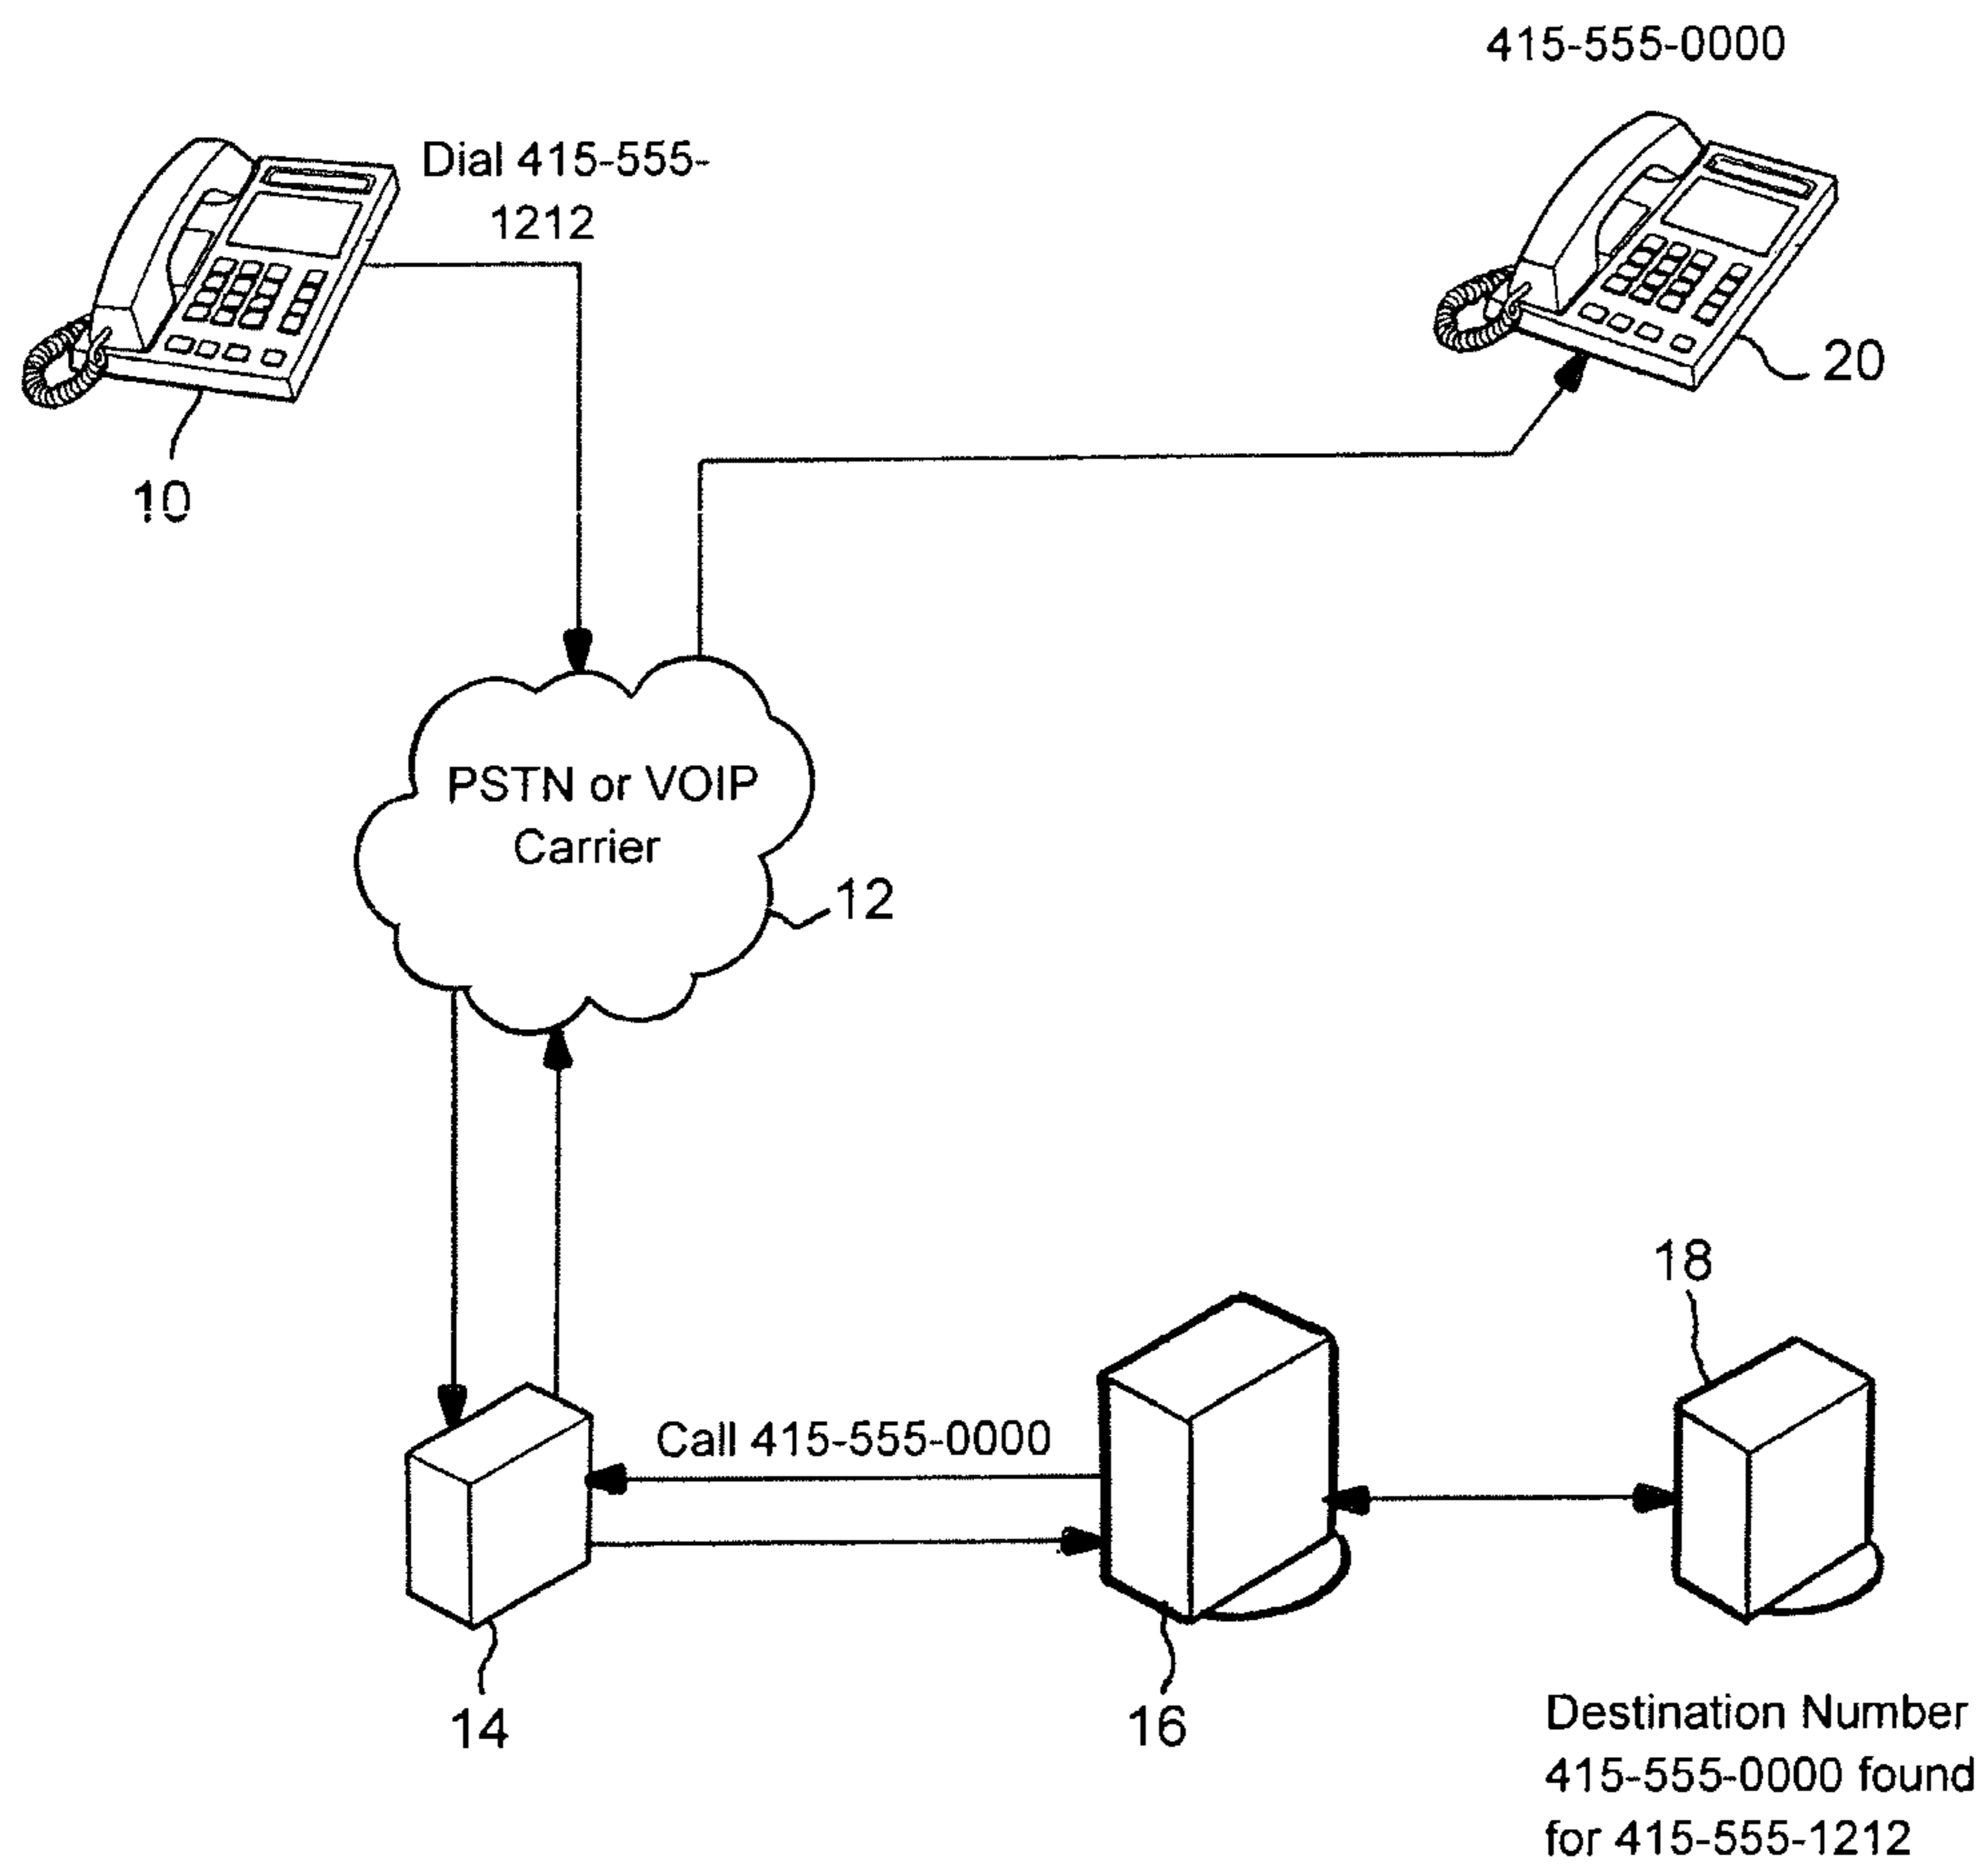 415-555-0000
Dial 415-555-
1212
20
10
PSTN or VOIP
Carrier
12
18
Call 415-555-0000
14
16
Destination Number
415-555-0000 found
for 415-555-1212